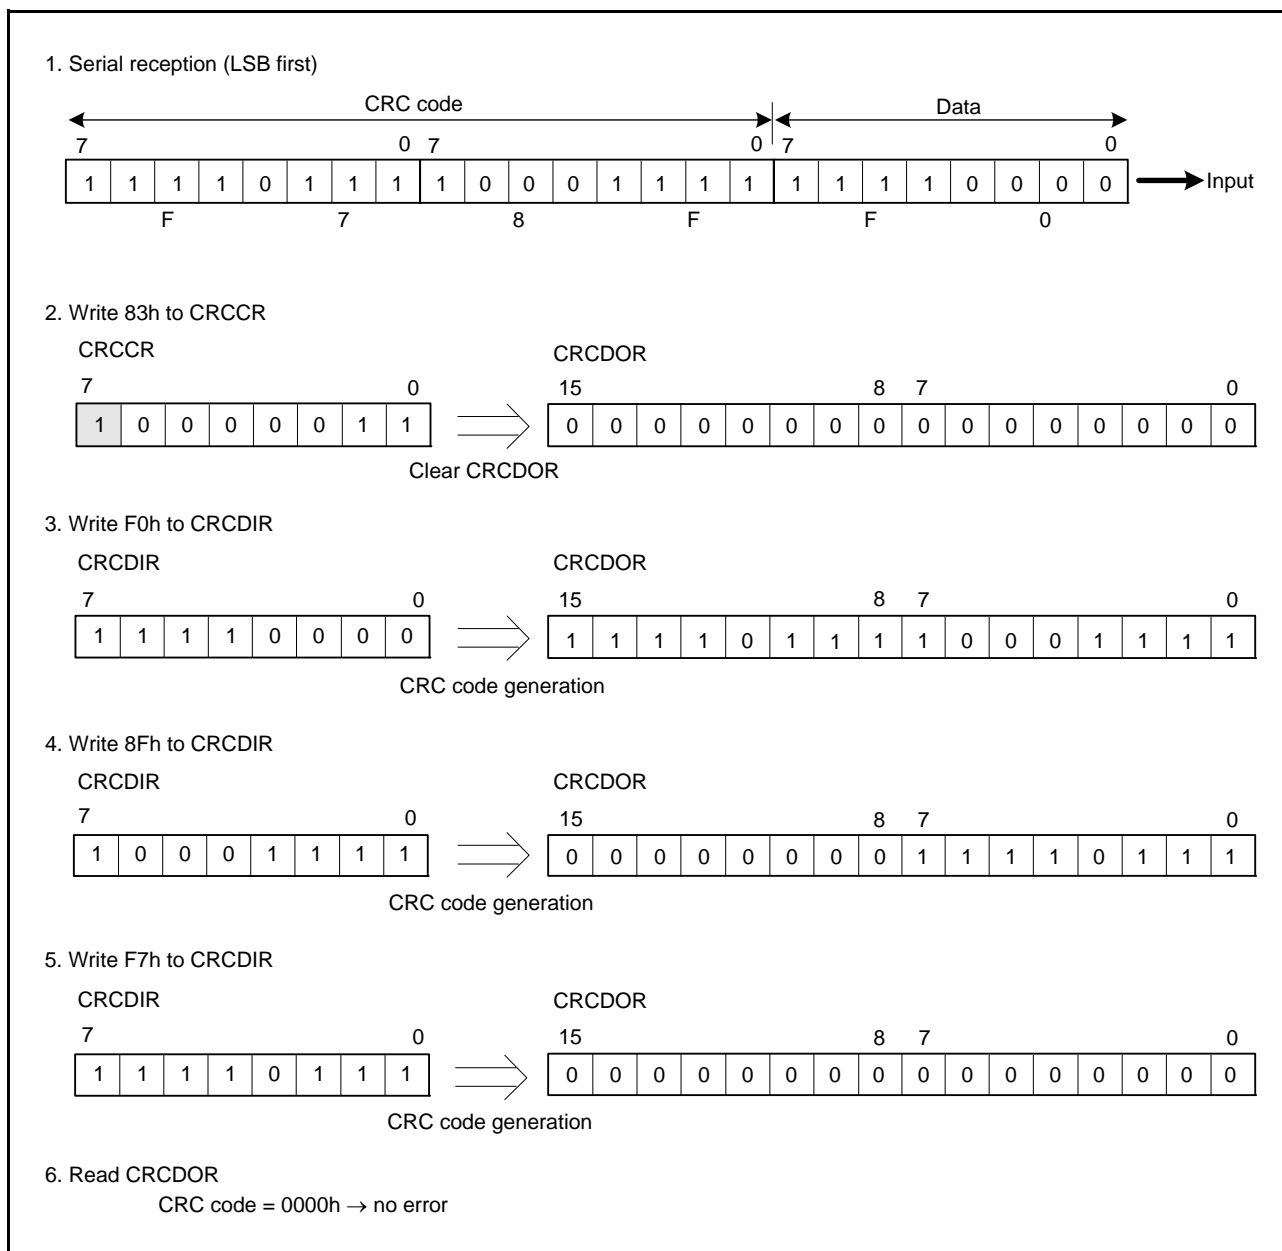 1. Serial reception (LSB first)
CRC code Data
7 0 7 0 7 0
1 1 1 1 0 1 1 1 1 0 0 0 1 1 1 1 1 1 1 1 0 0 0 0 Input
F 7 8 F F 0
2. Write 83h to CRCCR
CRCCR CRCDOR
7 0 15 8 7 0
1 0 0 0 0 0 1 1 0 0 0 0 0 0 0 0 0 0 0 0 0 0 0 0
Clear CRCDOR
3. Write F0h to CRCDIR
CRCDIR CRCDOR
7 0 15 8 7 0
1 1 1 1 0 0 0 0 1 1 1 1 0 1 1 1 1 0 0 0 1 1 1 1
CRC code generation
4. Write 8Fh to CRCDIR
CRCDIR CRCDOR
7 0 15 8 7 0
1 0 0 0 1 1 1 1 0 0 0 0 0 0 0 0 1 1 1 1 0 1 1 1
CRC code generation
5. Write F7h to CRCDIR
CRCDIR CRCDOR
7 0 15 8 7 0
1 1 1 1 0 1 1 1 0 0 0 0 0 0 0 0 0 0 0 0 0 0 0 0
CRC code generation
6. Read CRCDOR
CRC code = 0000h → no error